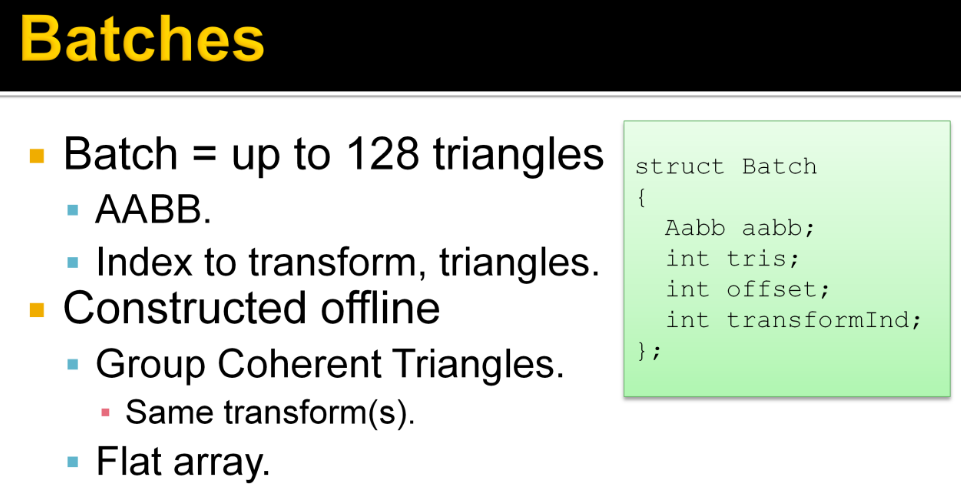 Batches
Batch = up to 128 triangles
AABB.
Index to transform, triangles.
Constructed offline
Group Coherent Triangles.
Same transform(s).
Flat array.
struct Batch
{
Aabb aabb;
int tris;
int offset;
int transformInd;
};